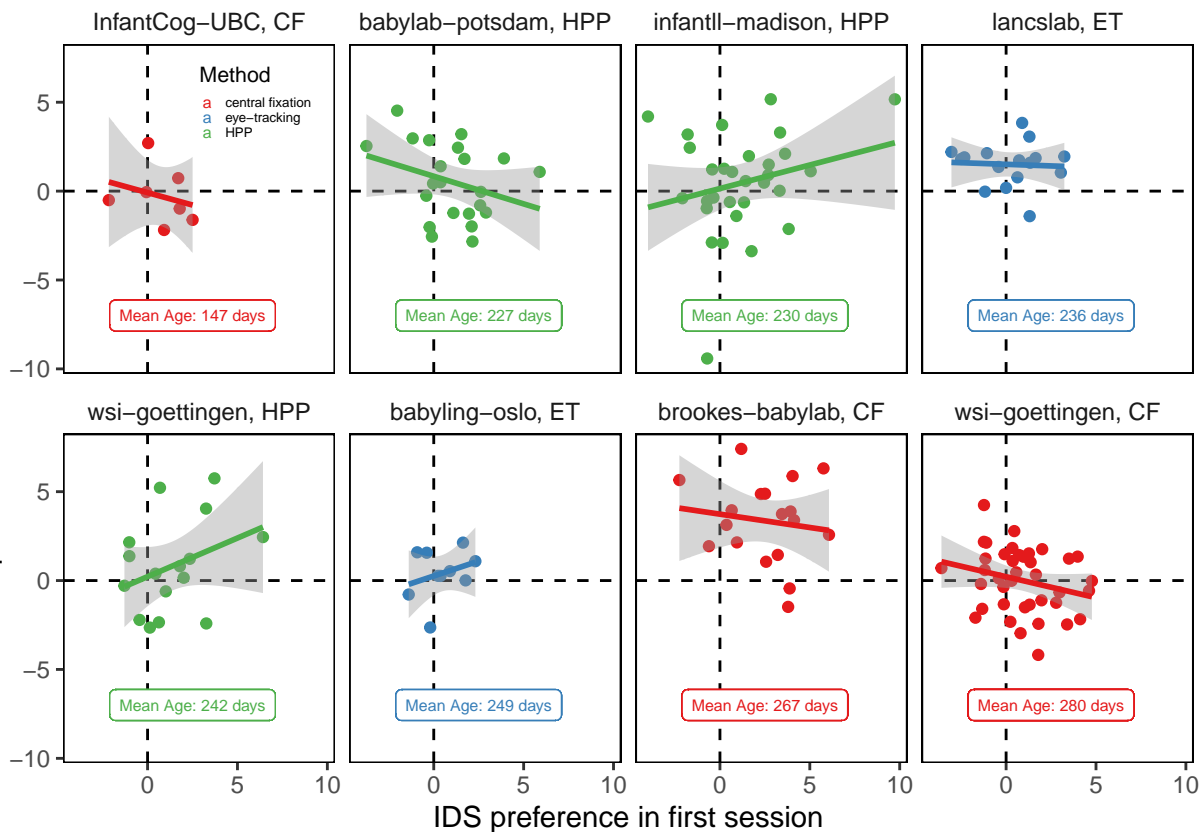 InfantCog−UBC, CF babylab−potsdam, HPP infantll−madison, HPP lancslab, ET
Method
a central fixation
a eye−tracking
a HPP
5
0
−5
−10
Mean Age: 147 days Mean Age: 227 days Mean Age: 230 days Mean Age: 236 days
wsi−goettingen, HPP babyling−oslo, ET brookes−babylab, CF wsi−goettingen, CF
5
0
−5
−10
Mean Age: 242 days Mean Age: 249 days Mean Age: 267 days Mean Age: 280 days
0 5 10 0 5 10 0 5 10 0 5 10
IDS preference in first session